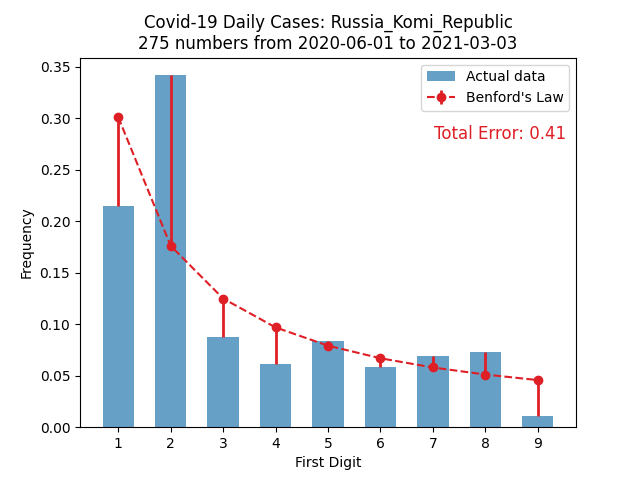 Covid-19 Daily Cases: Russia_Komi_Republic
275 numbers from 2020-06-01 to 2021-03-03
Actual data
Benford's Law
Total Error: 0.41
Frequency
0.35
0.30
0.25
0.20
0.15
0.10
0.05
0.00
1 2 3 4 5 6 7 8 9
First Digit